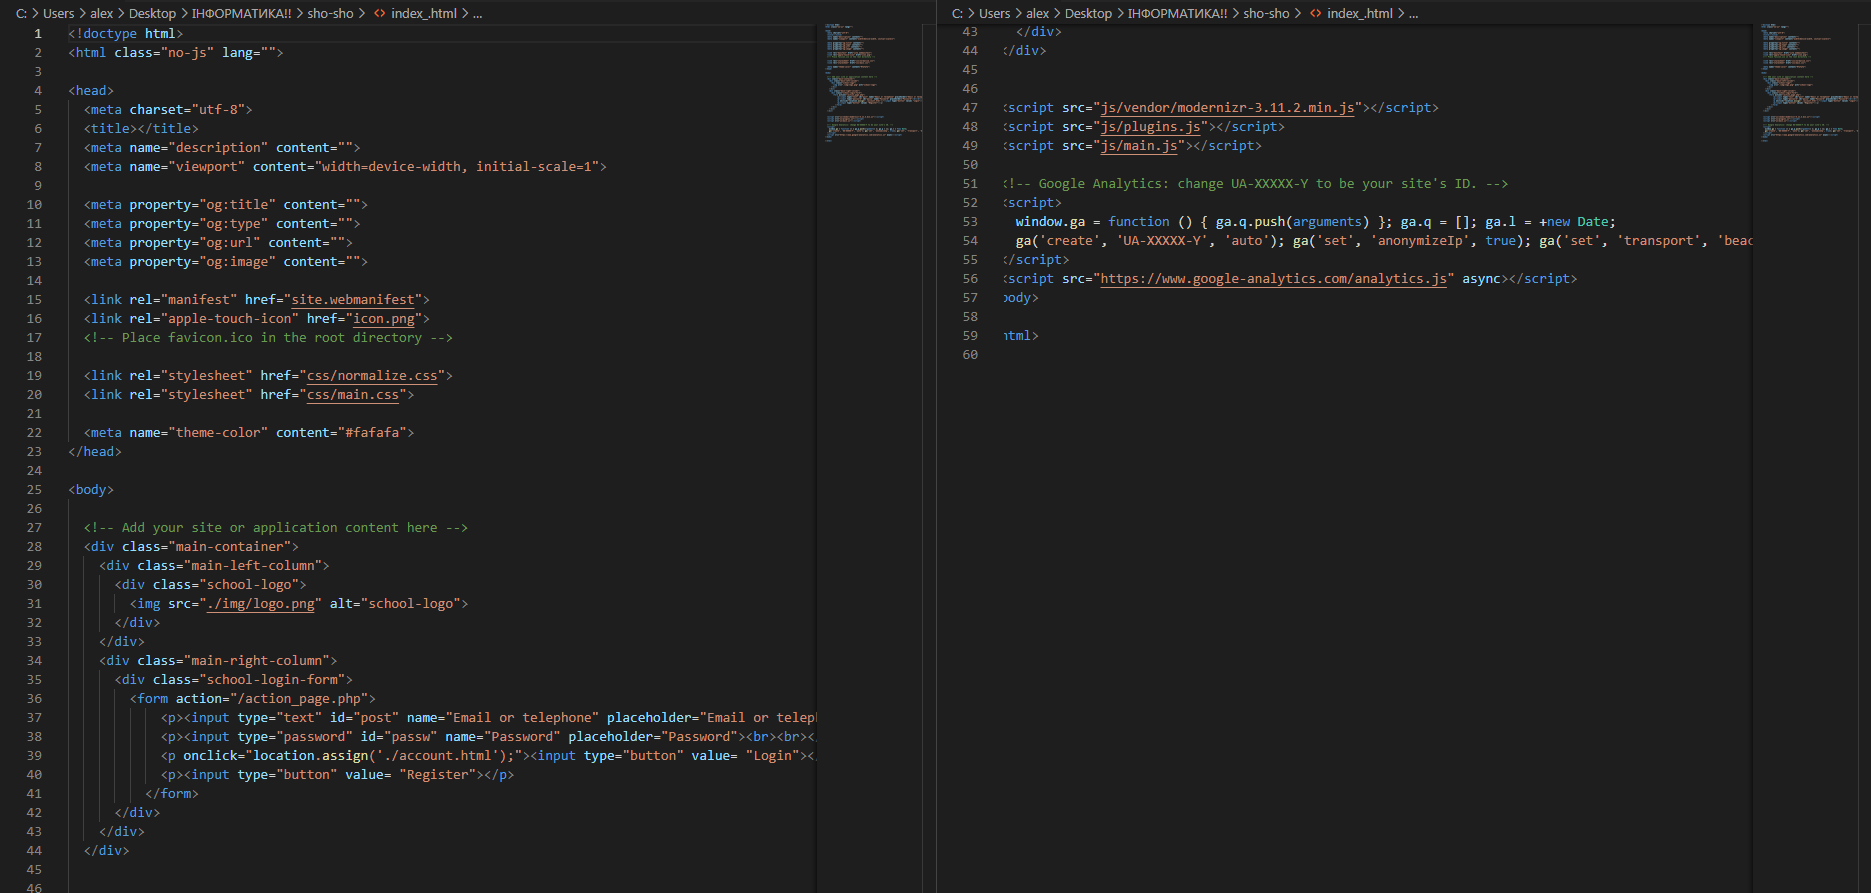 C: > Users > alex > Desktop > ІНФОРМАТИКА!! > sho-sho > <> index_.html > ...
1 <!doctype html>
2 <html class="no-js" lang="">
3
4 <head>
5 <meta charset="utf-8">
6 <title></title>
7 <meta name="description" content="">
8 <meta name="viewport" content="width=device-width, initial-scale=1">
9
10 <meta property="og:title" content="">
11 <meta property="og:type" content="">
12 <meta property="og:url" content="">
13 <meta property="og:image" content="">
14
15 <link rel="manifest" href="site.webmanifest">
16 <link rel="apple-touch-icon" href="icon.png">
17 <!-- Place favicon.ico in the root directory -->
18
19 <link rel="stylesheet" href="css/normalize.css">
20 <link rel="stylesheet" href="css/main.css">
21
22 <meta name="theme-color" content="#fafafa">
23 </head>
24
25 <body>
26
27 <!-- Add your site or application content here -->
28 <div class="main-container">
29 <div class="main-left-column">
30 <div class="school-logo">
31 <img src="./img/logo.png" alt="school-logo">
32 </div>
33 </div>
34 <div class="main-right-column">
35 <div class="school-login-form">
36 <form action="/action_page.php">
37 <p><input type="text" id="post" name="Email or telephone" placeholder="Email or telep
38 <p><input type="password" id="passw" name="Password" placeholder="Password"><br><br><
39 <p onclick="location.assign('./account.html');"><input type="button" value= "Login"><
40 <p><input type="button" value= "Register"></p>
41 </form>
42 </div>
43 </div>
44 </div>
45
46
C: > Users > alex > Desktop > ІНФОРМАТИКА!! > sho-sho > <> index_.html > ...
43 </div>
44 </div>
45
46
47 <script src="js/vendor/modernizr-3.11.2.min.js"></script>
48 <script src="js/plugins.js"></script>
49 <script src="js/main.js"></script>
50
51 <!-- Google Analytics: change UA-XXXXX-Y to be your site's ID. -->
52 <script>
53 window.ga = function () { ga.q.push(arguments) }; ga.q = []; ga.l = +new Date;
54 ga('create', 'UA-XXXXX-Y', 'auto'); ga('set', 'anonymizeIp', true); ga('set', 'transport', 'beac
55 </script>
56 <script src="https://www.google-analytics.com/analytics.js" async></script>
57 body>
58
59 html>
60